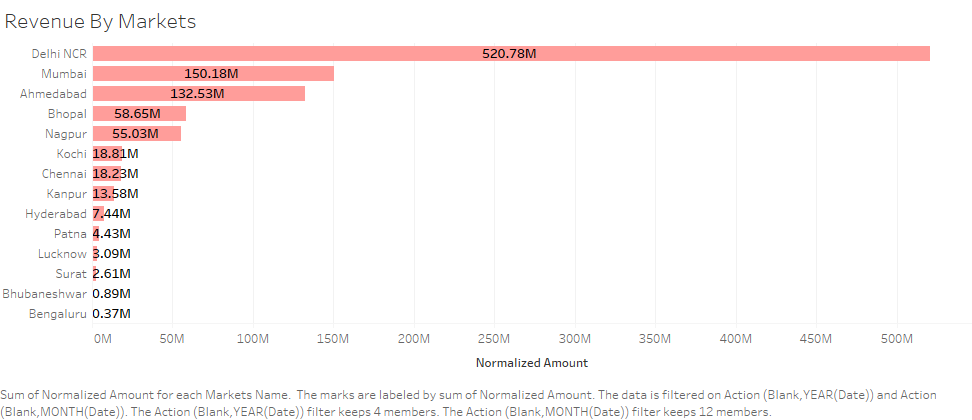 Revenue By Markets
Delhi NCR 520.78M
Mumbai 150.18M
Ahmedabad 132.53M
Bhopal 58.65M
Nagpur 55.03M
Kochi 18.81M
Chennai 18.23M
Kanpur 13.58M
Hyderabad 7.44M
Patna 4.43M
Lucknow 3.09M
Surat 2.61M
Bhubaneshwar 0.89M
Bengaluru 0.37M
0M 50M 100M 150M 200M 250M 300M 350M 400M 450M 500M
Normalized Amount
Sum of Normalized Amount for each Markets Name.  The marks are labeled by sum of Normalized Amount. The data is filtered on Action (Blank,YEAR(Date)) and Action
(Blank,MONTH(Date)). The Action (Blank,YEAR(Date)) filter keeps 4 members. The Action (Blank,MONTH(Date)) filter keeps 12 members.